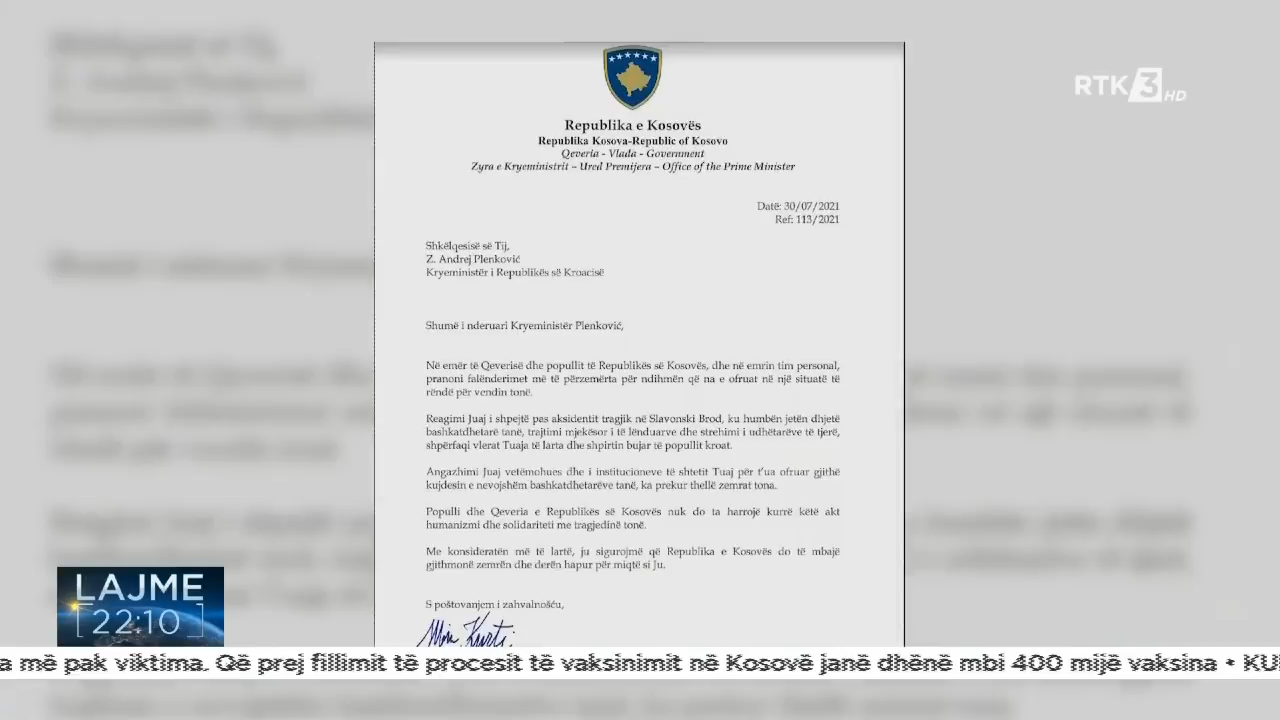 RTK 3 HD
Republika e Kosovës
Republika Kosova-Republic of Kosovo
Qeveria - Vlada - Government
Zyra e Kryeministrit – Ured Premijera – Office of the Prime Minister
Datë: 30/07/2021
Ref: 113/2021
Shkëlqesisë së Tij,
Z. Andrej Plenković
Kryeministër i Republikës së Kroacisë
Shumë i nderuari Kryeministër Plenković,
Në emër të Qeverisë dhe popullit të Republikës së Kosovës, dhe në emrin tim personal,
pranoni falënderimet më të përzemërta për ndihmën që na e ofruat në një situatë të
rëndë për vendin tonë.
Reagimi Juaj i shpejtë pas aksidentit tragjik në Slavonski Brod, ku humbën jetën dhjetë
bashkatdhetarë tanë, trajtimi mjekësor i të lënduarve dhe strehimi i udhëtarëve të tjerë,
shpërfaqi vlerat Tuaja të larta dhe shpirtin bujar të popullit kroat.
Angazhimi Juaj vetëmohues dhe i institucioneve të shtetit Tuaj për t'ua ofruar gjithë
kujdesin e nevojshëm bashkatdhetarëve tanë, ka prekur thellë zemrat tona.
Populli dhe Qeveria e Republikës së Kosovës nuk do ta harrojë kurrë këtë akt
humanizmi dhe solidariteti me tragjedinë tonë.
Me konsideratën më të lartë, ju sigurojmë që Republika e Kosovës do të mbajë
gjithmonë zemrën dhe derën hapur për miqtë si Ju.
S poštovanjem i zahvalnošću,
LAJME
22:10
a më pak viktima. Që prej fillimit të procesit të vaksinimit në Kosovë janë dhënë mbi 400 mijë vaksina • KU